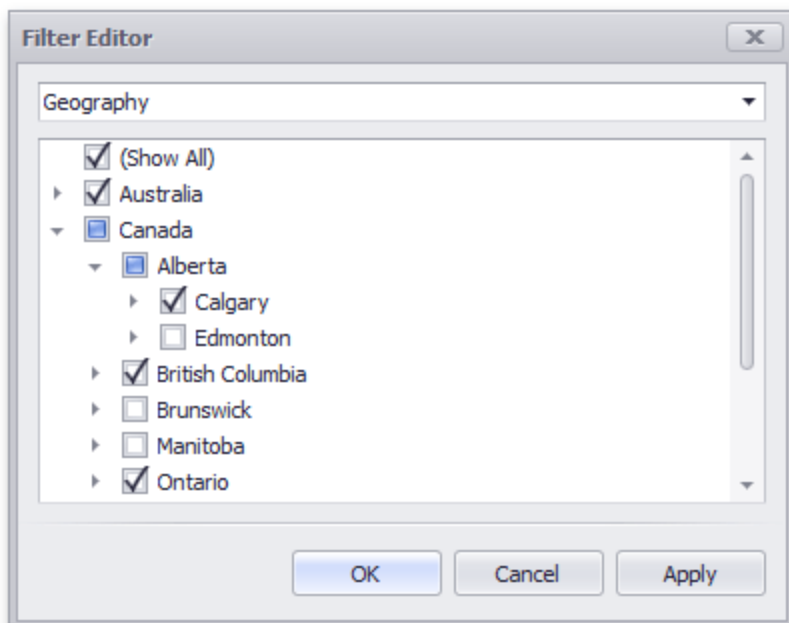 Filter Editor
Geography
(Show All)
Australia
Canada
Alberta
Calgary
Edmonton
British Columbia
Brunswick
Manitoba
Ontario
OK Cancel Apply